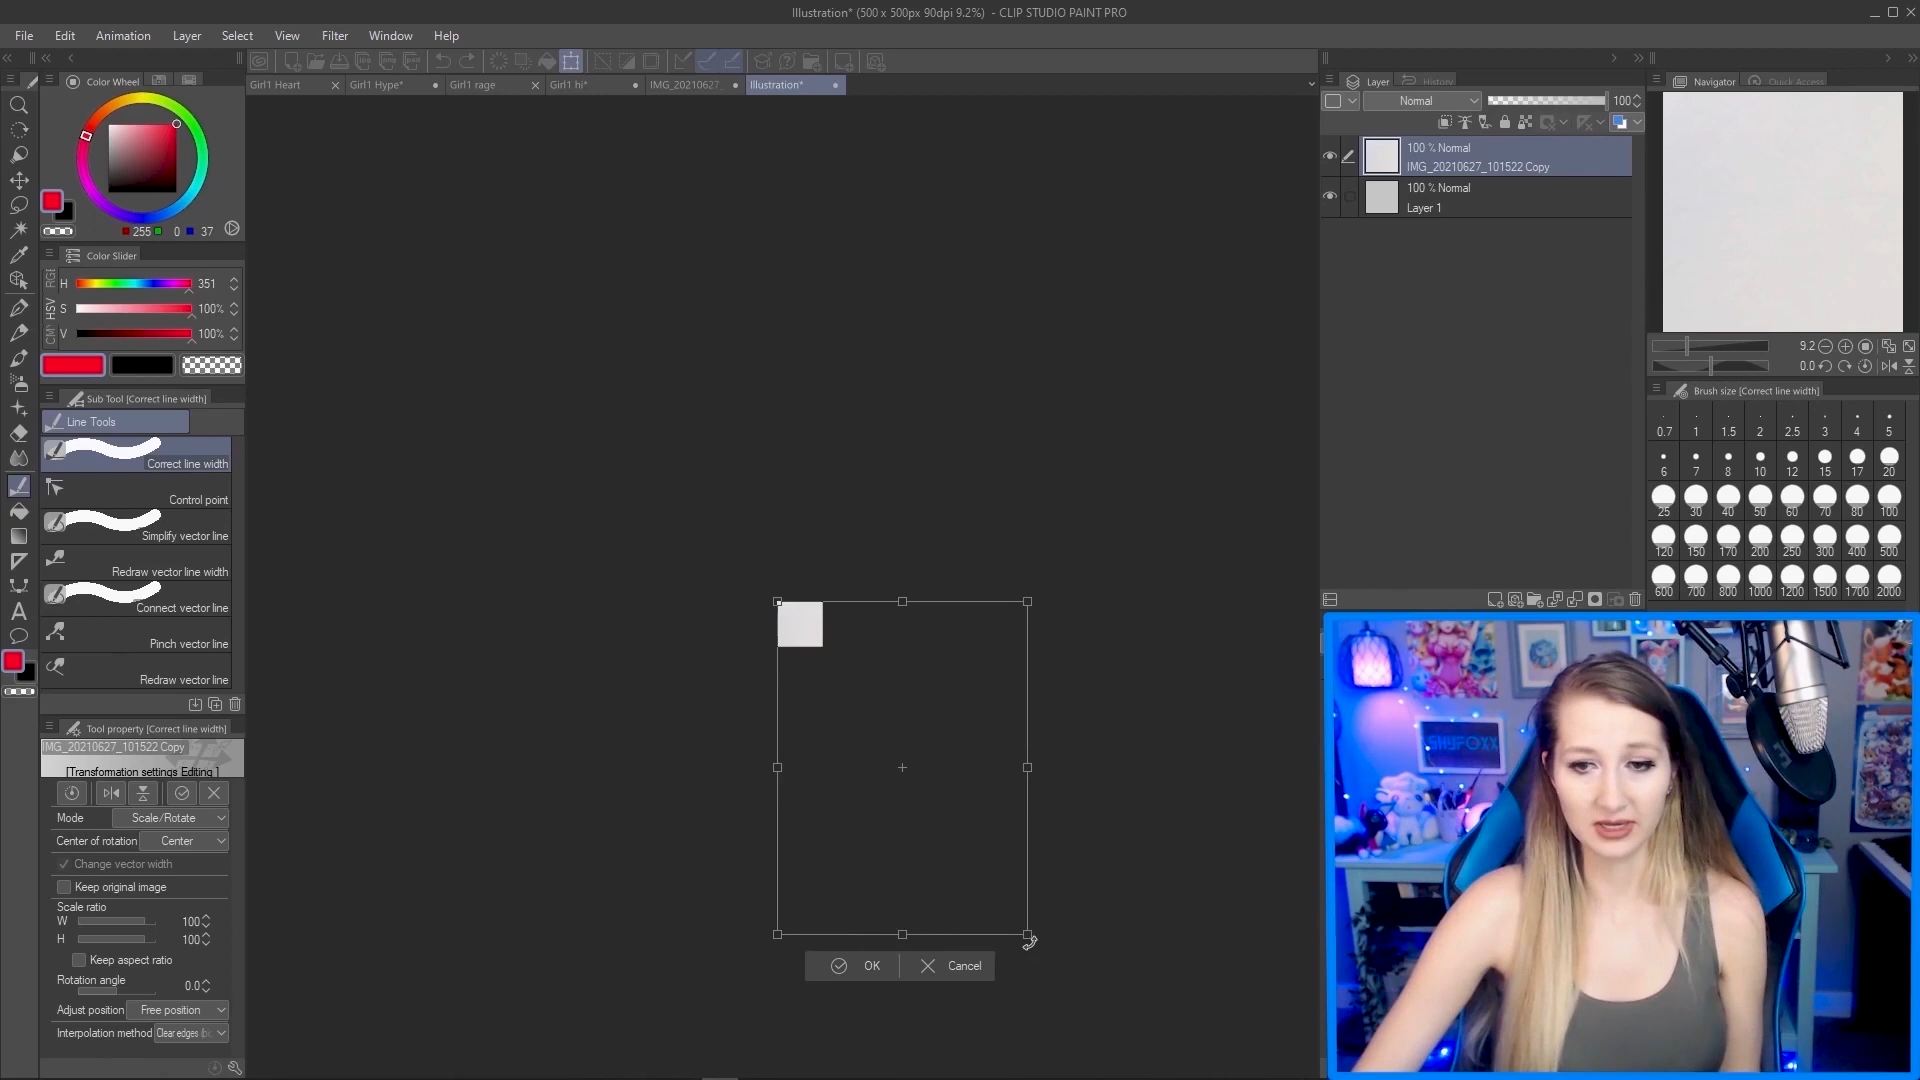 Illustration* (500 x 500px 90dpi 9.2%) - CLIP STUDIO PAINT PRO
File Edit Animation Layer Select View Filter Window Help
Color Wheel
Girl1 Heart Girl1 Hype* Girl1 rage Girl1 hi* IMG_20210627_ Illustration*
255 0 37
Color Slider
RGB
HSV
H 351
S 100%
V 100%
Sub Tool [Correct line width]
Line Tools
Correct line width
Control point
Simplify vector line
Redraw vector line width
Connect vector line
Pinch vector line
Redraw vector line
Tool property [Correct line width]
IMG_20210627_101522 Copy
[Transformation settings Editing ]
Mode Scale/Rotate
Center of rotation Center
Change vector width
Keep original image
Scale ratio
W 100
H 100
Keep aspect ratio
Rotation angle 0.0
Adjust position Free position
Interpolation method Clear edges
OK Cancel
Layer History
Normal 100
100 % Normal
IMG_20210627_101522 Copy
100 % Normal
Layer 1
Navigator Quick Access
9.2
0.0
Brush size [Correct line width]
0.7 1 1.5 2 2.5 3 4 5
6 7 8 10 12 15 17 20
25 30 40 50 60 70 80 100
120 150 170 200 250 300 400 500
600 700 800 1000 1200 1500 1700 2000
SHYFOXX